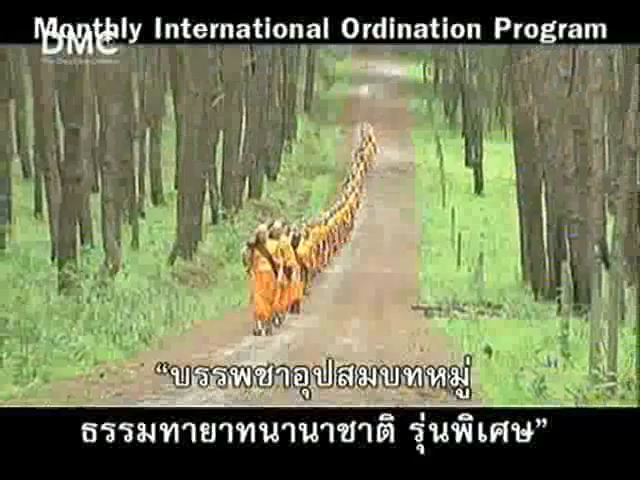 Monthly International Ordination Program
DMC
“บรรพชาอุปสมบทหมู่
ธรรมทายาทนานาชาติ รุ่นพิเศษ”